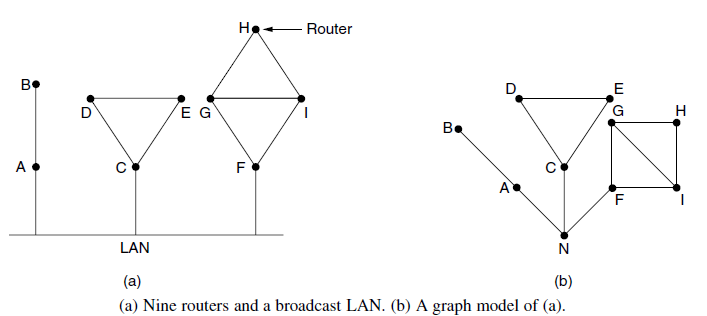 H Router
B
D E G I
A C F
LAN
(a)
D E
G H
B
C
A
F I
N
(b)
(a) Nine routers and a broadcast LAN. (b) A graph model of (a).